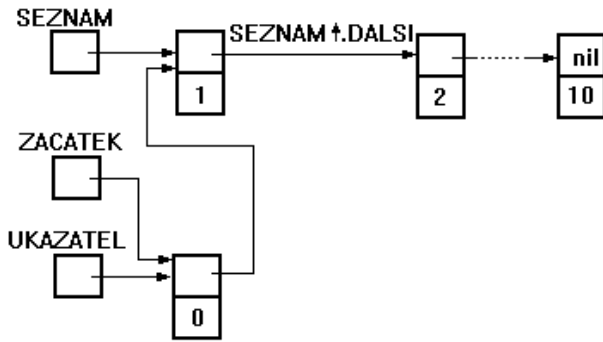 SEZNAM
SEZNAM↑.DALSI
nil
1
2
10
ZACATEK
UKAZATEL
0